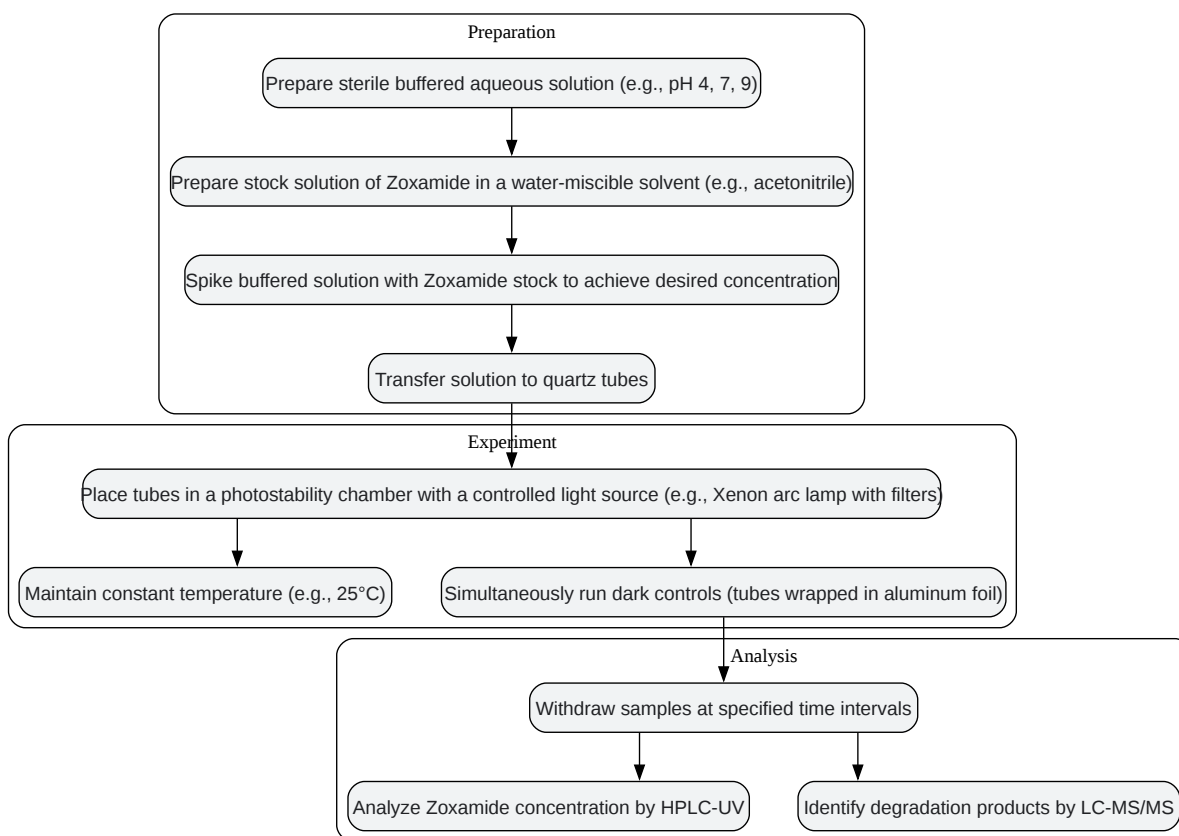 Preparation
Prepare sterile buffered aqueous solution (e.g., pH 4, 7, 9)
Prepare stock solution of Zoxamide in a water-miscible solvent (e.g., acetonitrile)
Spike buffered solution with Zoxamide stock to achieve desired concentration
Transfer solution to quartz tubes
Experiment
Place tubes in a photostability chamber with a controlled light source (e.g., Xenon arc lamp with filters)
Maintain constant temperature (e.g., 25°C)
Simultaneously run dark controls (tubes wrapped in aluminum foil)
Analysis
Withdraw samples at specified time intervals
Analyze Zoxamide concentration by HPLC-UV
Identify degradation products by LC-MS/MS